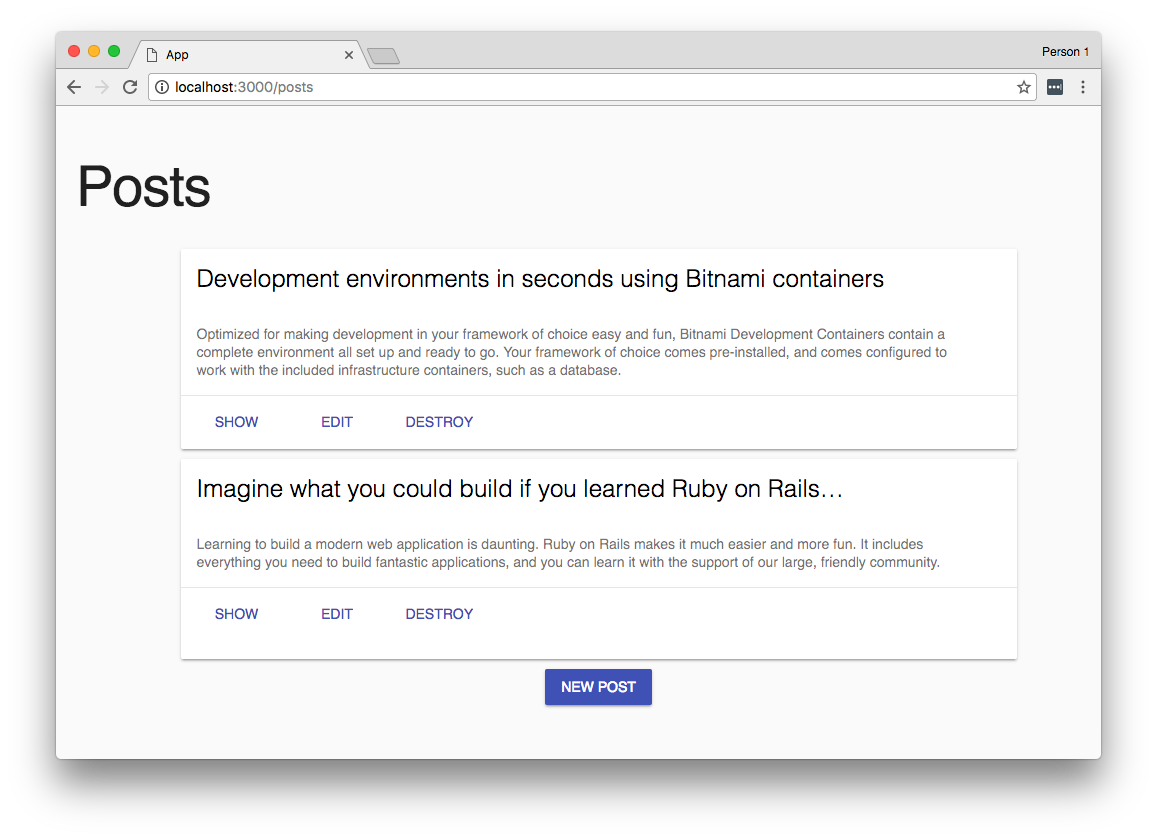 App
Person 1
localhost:3000/posts
Posts
Development environments in seconds using Bitnami containers
Optimized for making development in your framework of choice easy and fun, Bitnami Development Containers contain a
complete environment all set up and ready to go. Your framework of choice comes pre-installed, and comes configured to
work with the included infrastructure containers, such as a database.
SHOW EDIT DESTROY
Imagine what you could build if you learned Ruby on Rails…
Learning to build a modern web application is daunting. Ruby on Rails makes it much easier and more fun. It includes
everything you need to build fantastic applications, and you can learn it with the support of our large, friendly community.
SHOW EDIT DESTROY
NEW POST